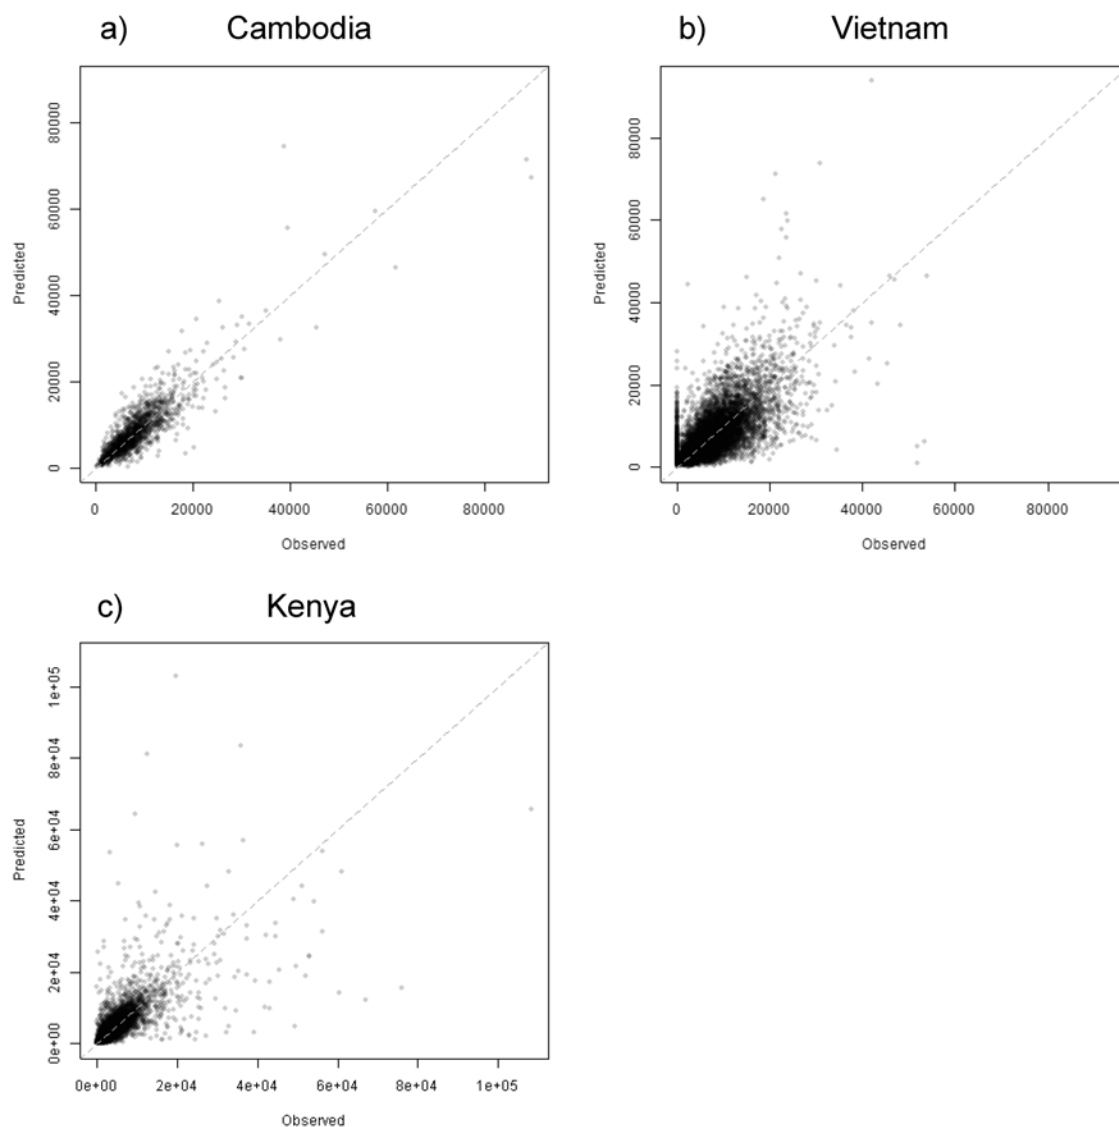 a) Cambodia
80000
60000
40000
20000
0
Predicted
0 20000 40000 60000 80000
Observed
b) Vietnam
80000
60000
40000
20000
0
Predicted
0 20000 40000 60000 80000
Observed
c) Kenya
1e+05
8e+04
6e+04
4e+04
2e+04
0e+00
Predicted
0e+00 2e+04 4e+04 6e+04 8e+04 1e+05
Observed